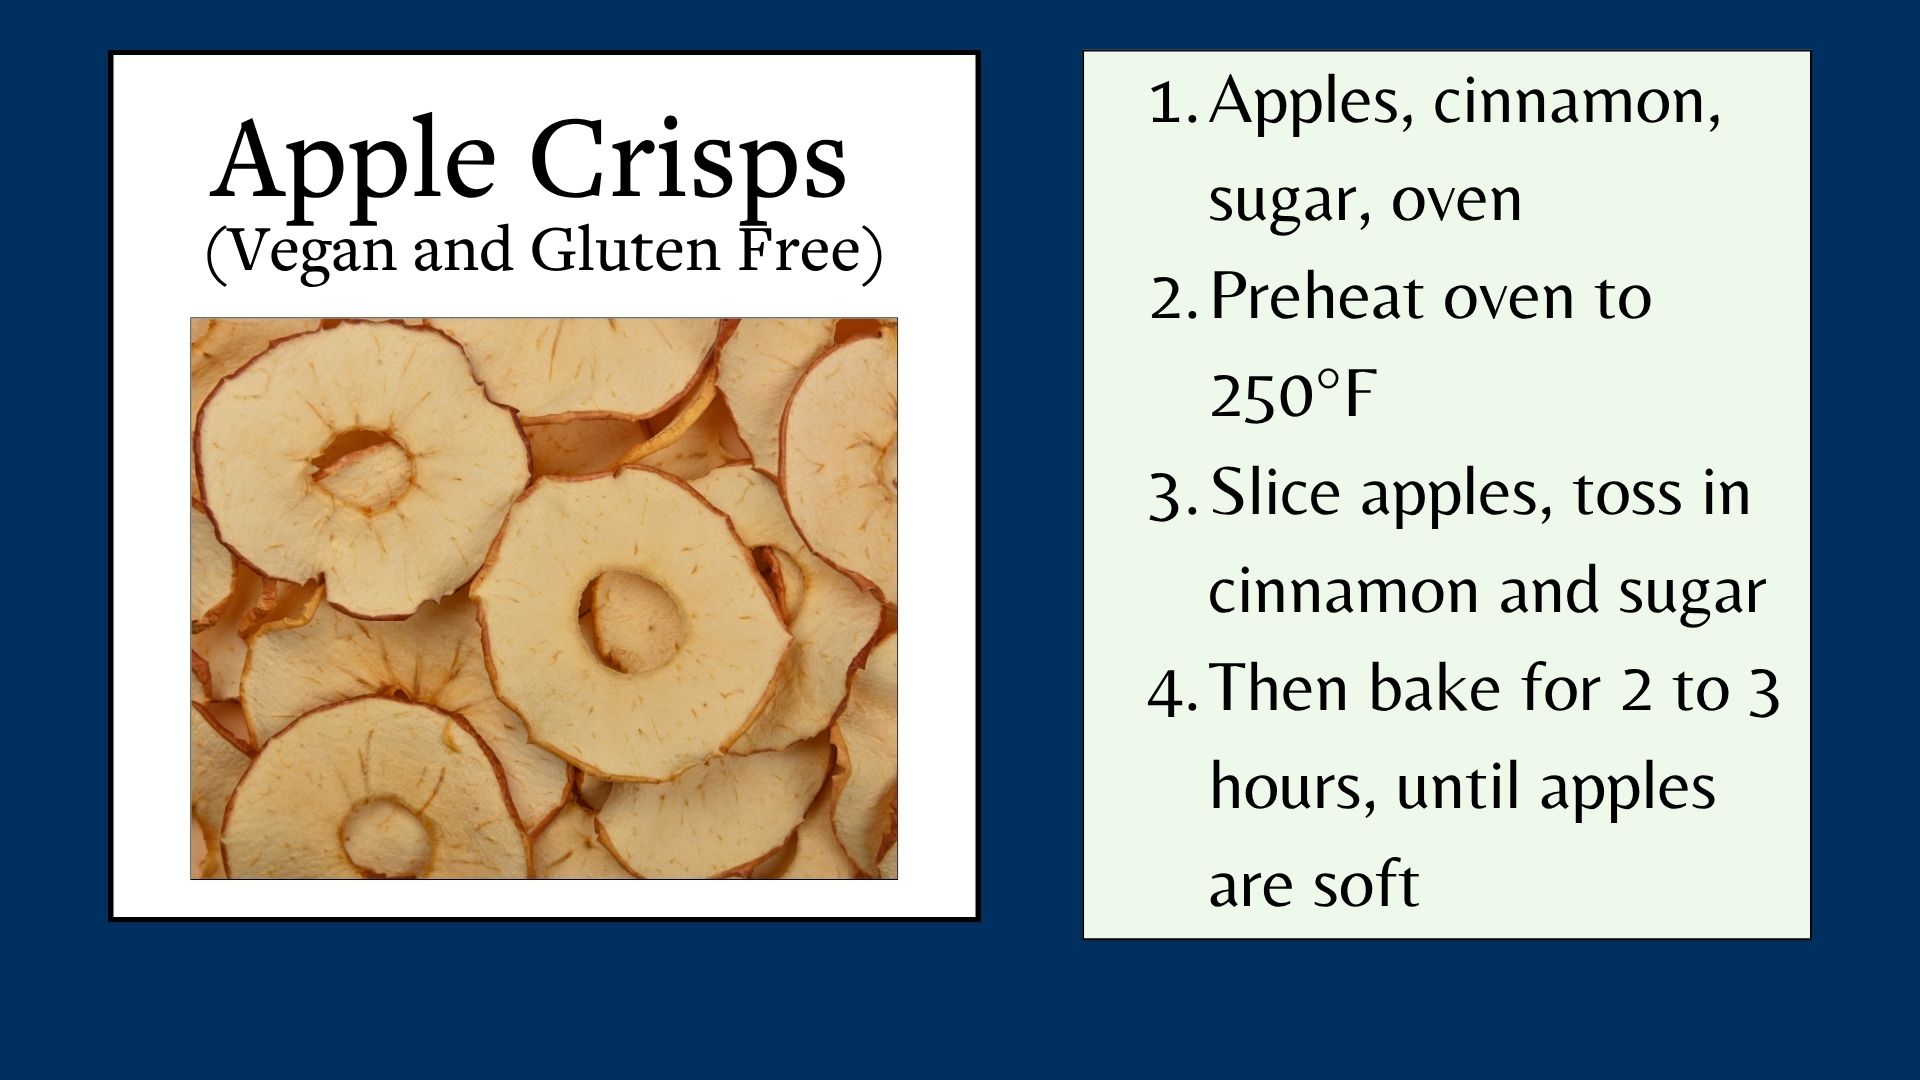 Apple Crisps
(Vegan and Gluten Free)
1. Apples, cinnamon,
sugar, oven
2. Preheat oven to
250°F
3. Slice apples, toss in
cinnamon and sugar
4. Then bake for 2 to 3
hours, until apples
are soft